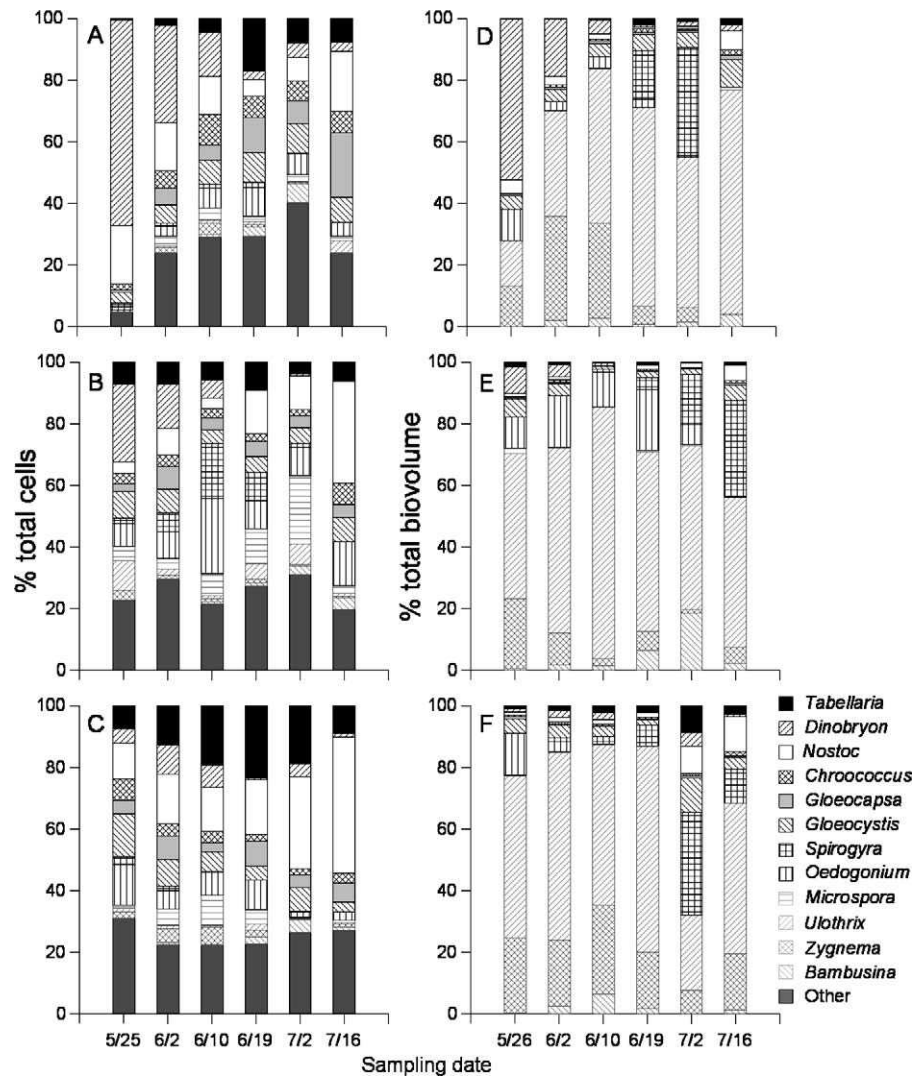 A
100
80
60
40
20
0
D
100
80
60
40
20
0
B
100
80
60
40
20
0
% total cells
E
100
80
60
40
20
0
% total biovolume
C
100
80
60
40
20
0
5/25 6/2 6/10 6/19 7/2 7/16
F
100
80
60
40
20
0
5/26 6/2 6/10 6/19 7/2 7/16
Sampling date
Tabellaria
Dinobryon
Nostoc
Chroococcus
Gloeocapsa
Gloeocystis
Spirogyra
Oedogonium
Microspora
Ulothrix
Zygnema
Bambusina
Other